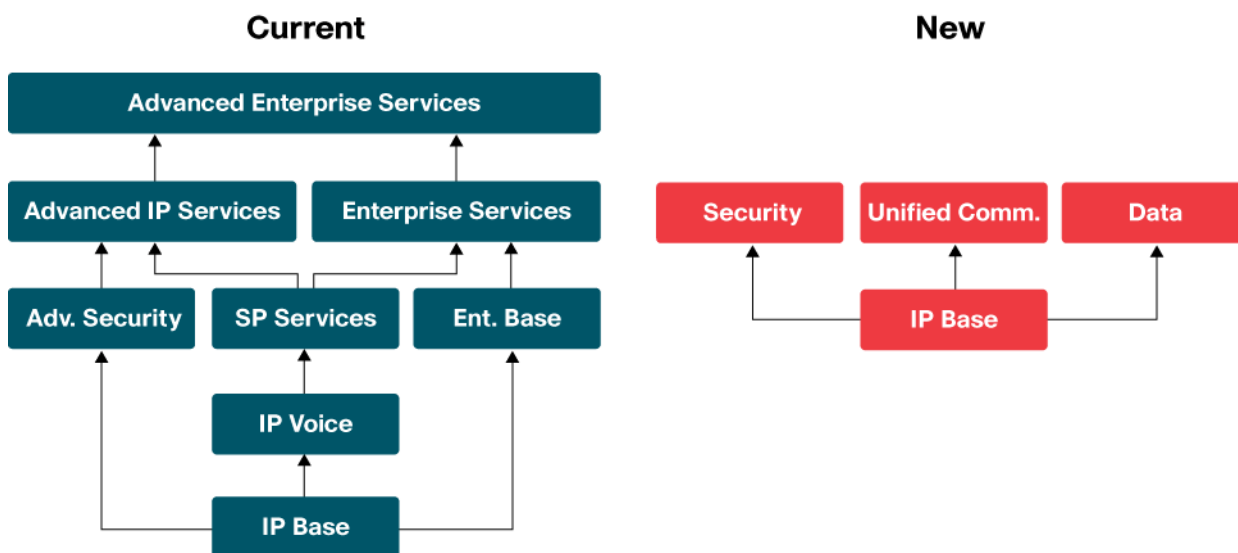 Current
New
Advanced Enterprise Services
Advanced IP Services
Enterprise Services
Security
Unified Comm.
Data
Adv. Security
SP Services
Ent. Base
IP Base
IP Voice
IP Base